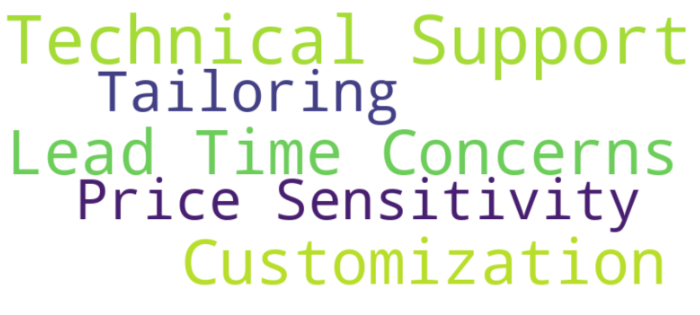 Technical Support
Tailoring
Lead Time Concerns
Price Sensitivity
Customization